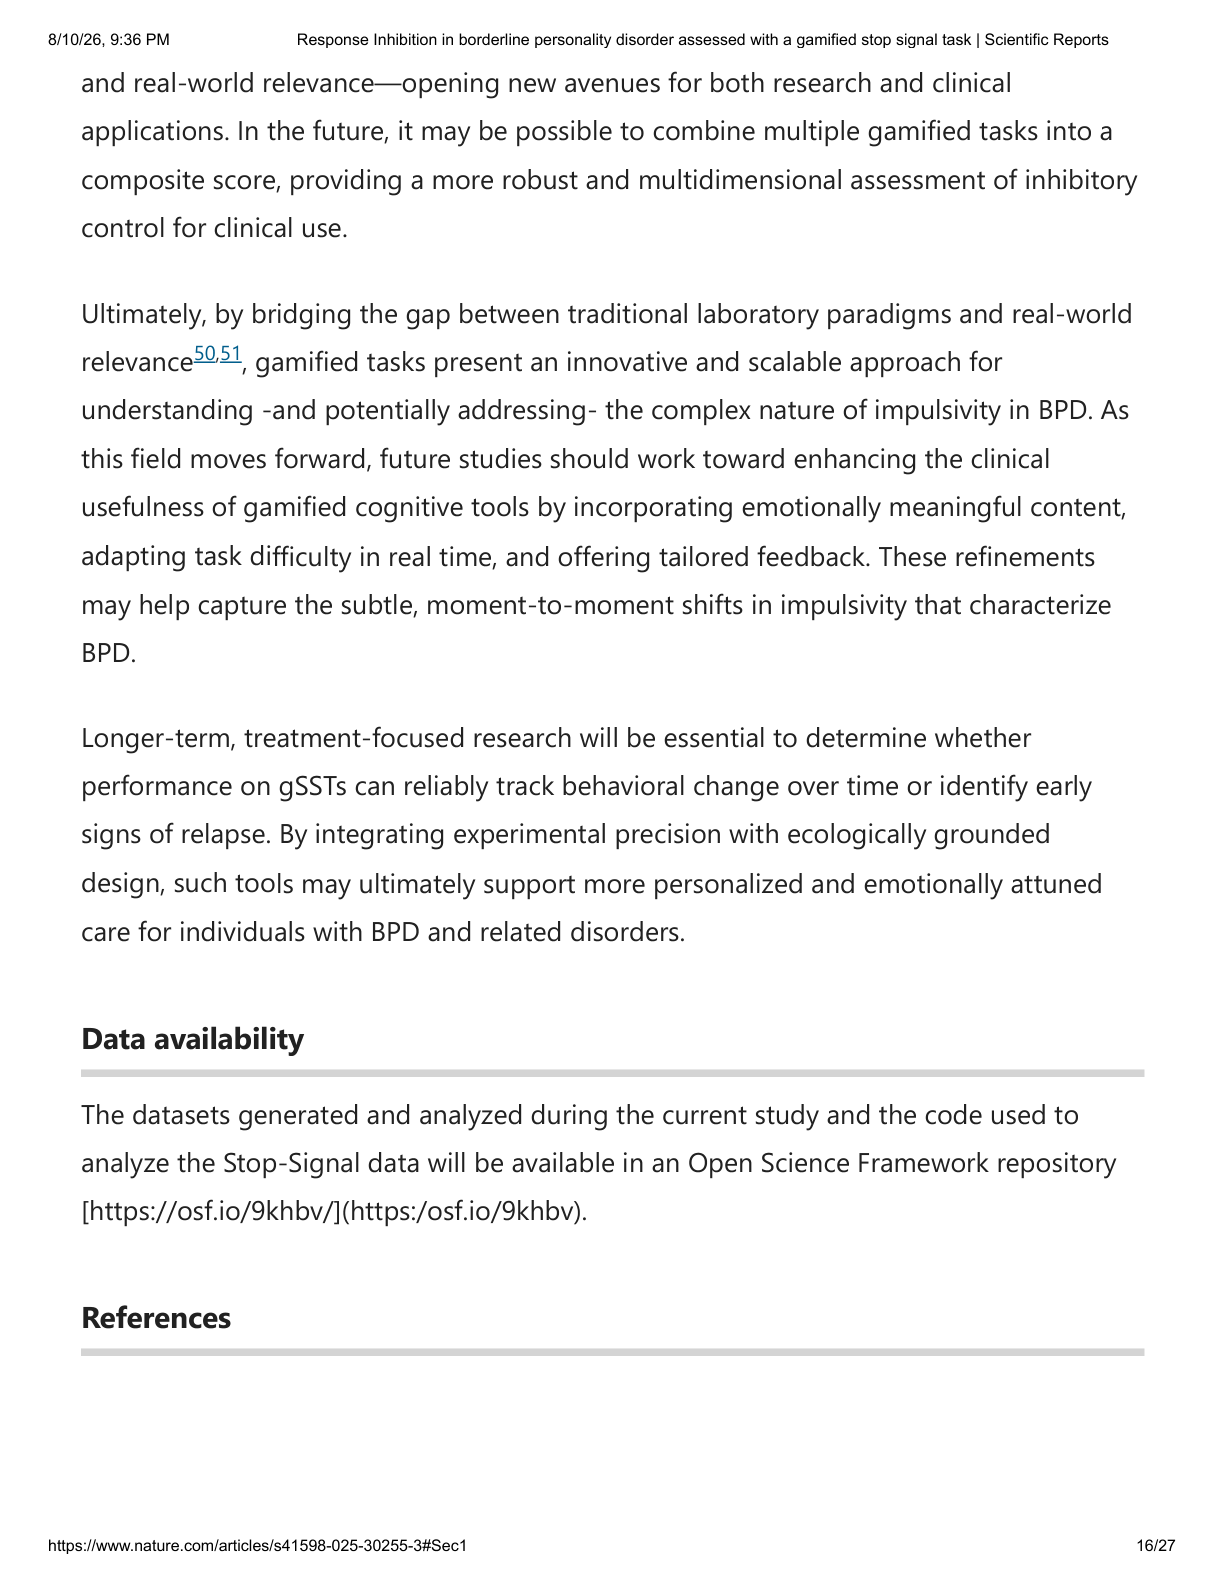 8/10/26, 9:36 PM Response Inhibition in borderline personality disorder assessed with a gamified stop signal task | Scientific Reports
and real-world relevance—opening new avenues for both research and clinical
applications. In the future, it may be possible to combine multiple gamified tasks into a
composite score, providing a more robust and multidimensional assessment of inhibitory
control for clinical use.
Ultimately, by bridging the gap between traditional laboratory paradigms and real-world
relevance50,51, gamified tasks present an innovative and scalable approach for
understanding -and potentially addressing- the complex nature of impulsivity in BPD. As
this field moves forward, future studies should work toward enhancing the clinical
usefulness of gamified cognitive tools by incorporating emotionally meaningful content,
adapting task difficulty in real time, and offering tailored feedback. These refinements
may help capture the subtle, moment-to-moment shifts in impulsivity that characterize
BPD.
Longer-term, treatment-focused research will be essential to determine whether
performance on gSSTs can reliably track behavioral change over time or identify early
signs of relapse. By integrating experimental precision with ecologically grounded
design, such tools may ultimately support more personalized and emotionally attuned
care for individuals with BPD and related disorders.
Data availability
The datasets generated and analyzed during the current study and the code used to
analyze the Stop-Signal data will be available in an Open Science Framework repository
[https://osf.io/9khbv/](https:/osf.io/9khbv).
References
https://www.nature.com/articles/s41598-025-30255-3#Sec1 16/27